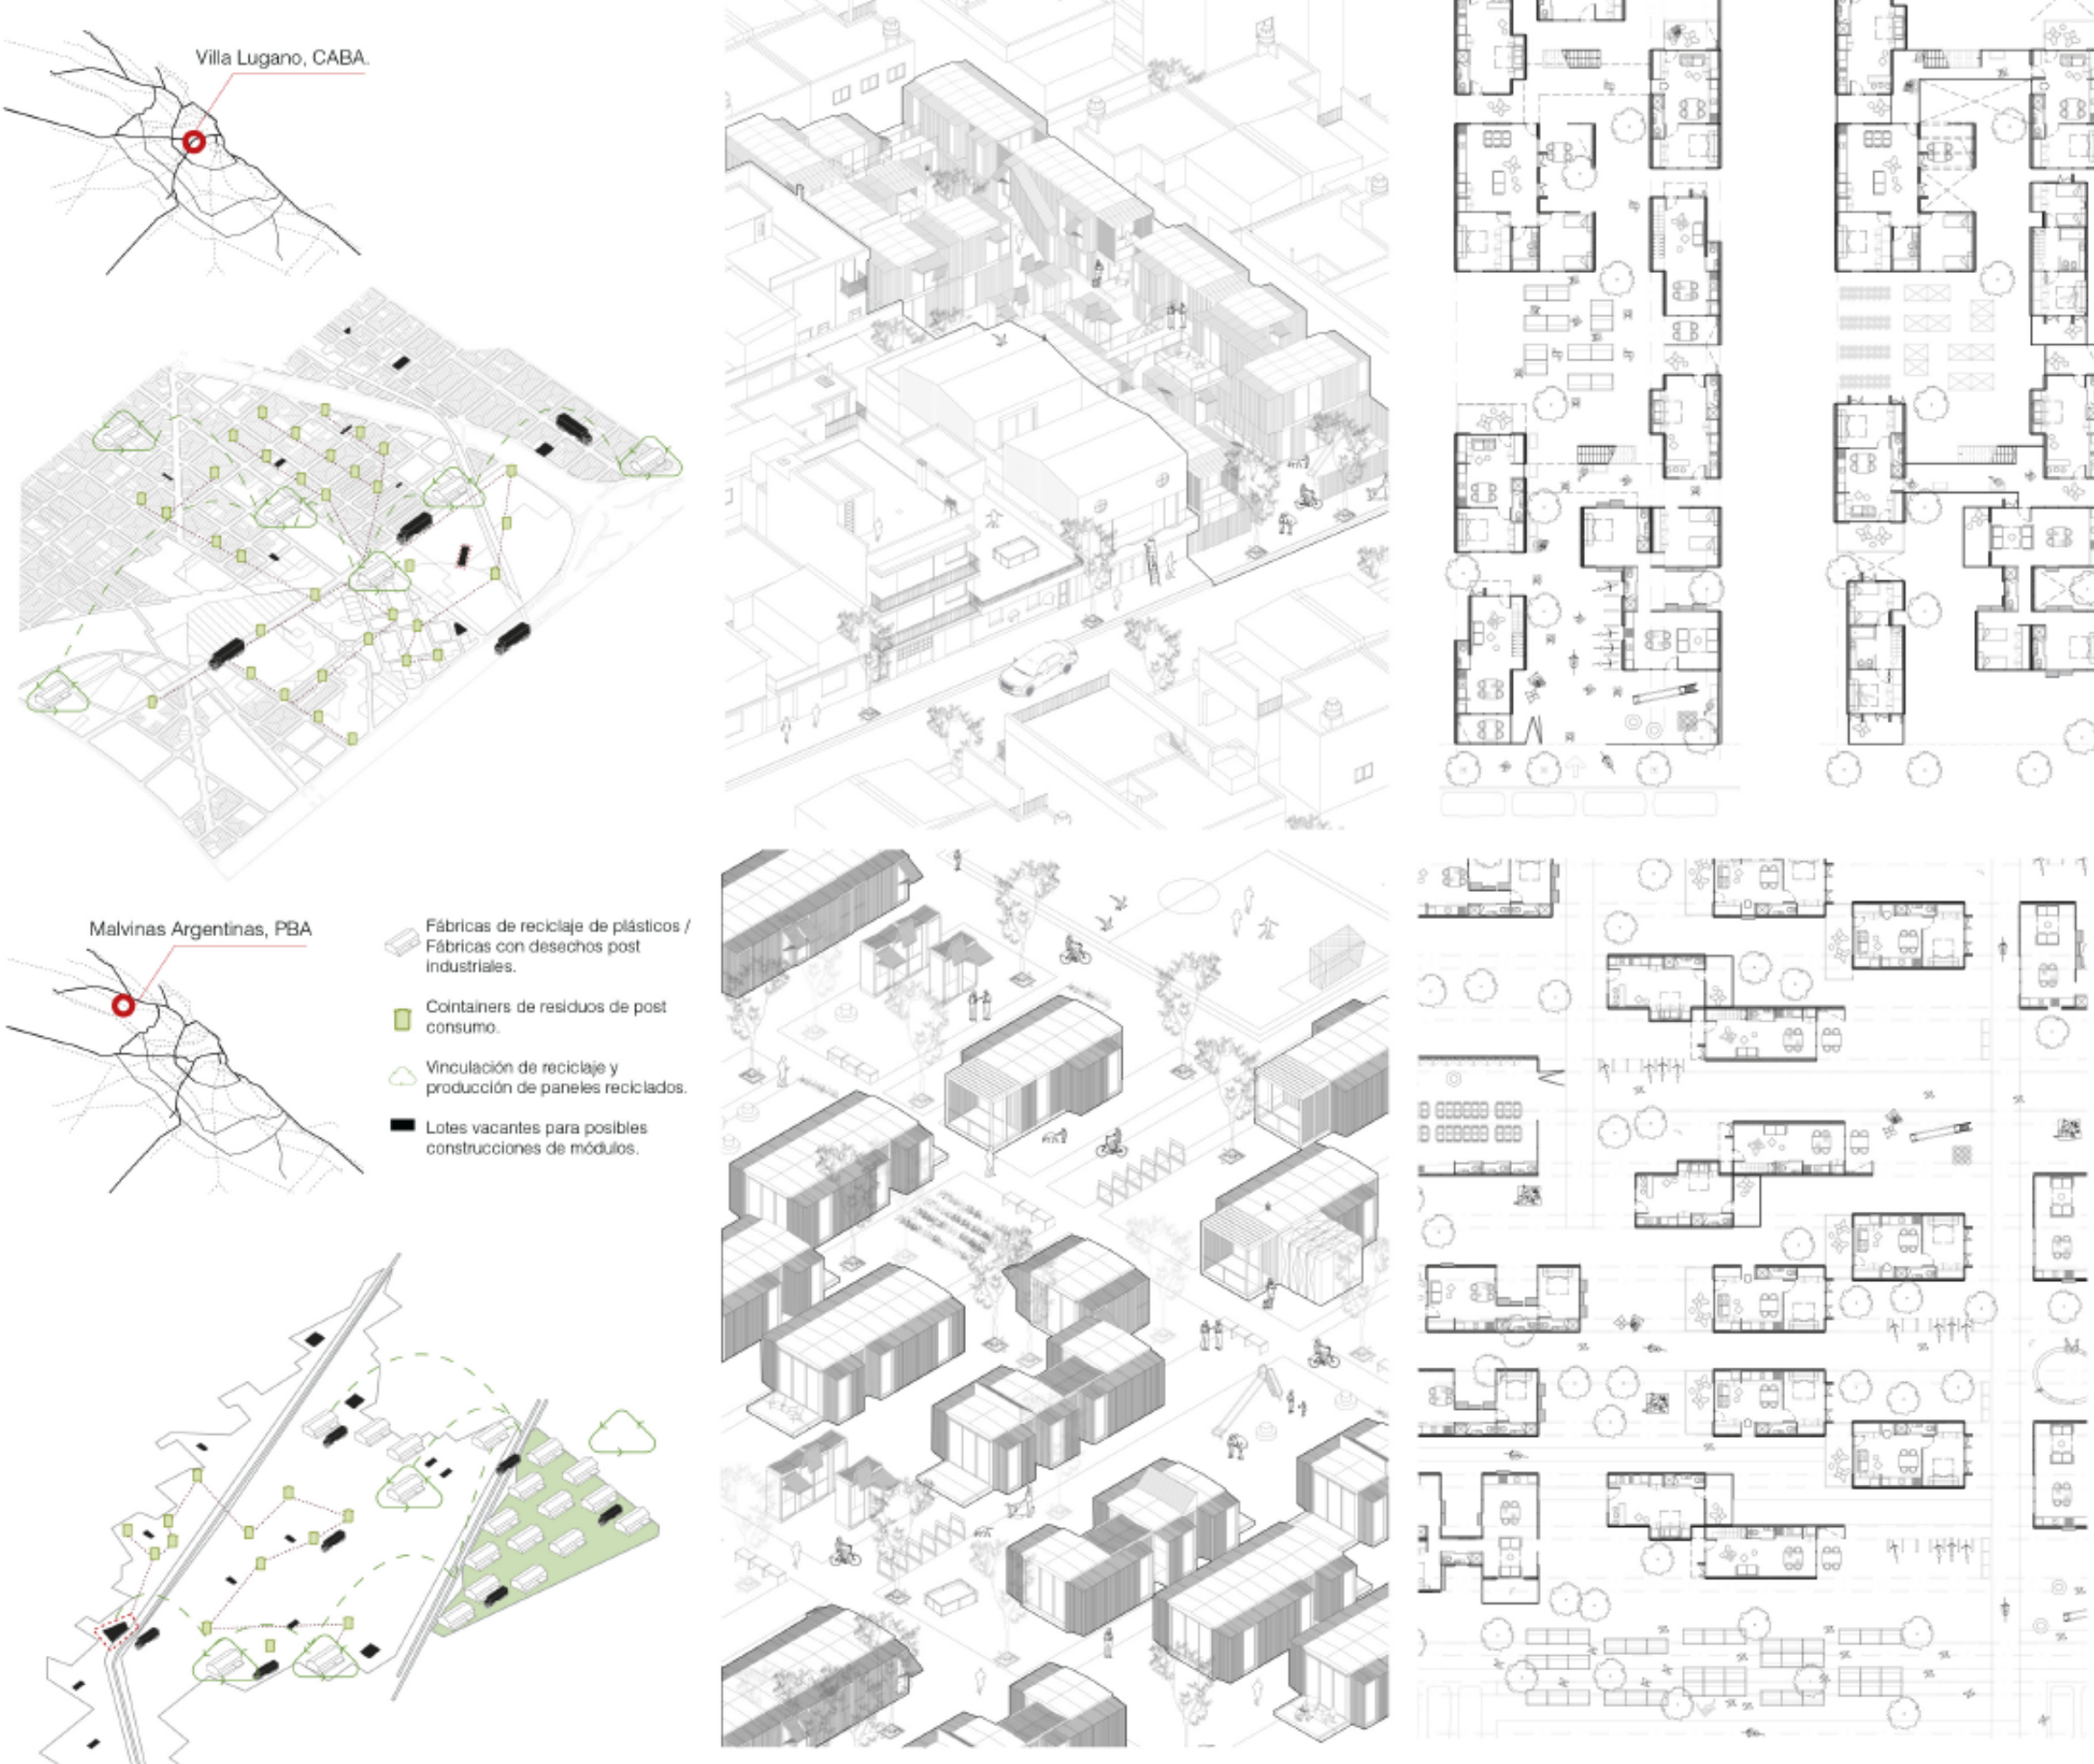 Villa Lugano, CABA.
Malvinas Argentinas, PBA
Fábricas de reciclaje de plásticos /
Fábricas con desechos post
industriales.
Cointainers de residuos de post
consumo.
Vinculación de reciclaje y
producción de paneles reciclados.
Lotes vacantes para posibles
construcciones de módulos.